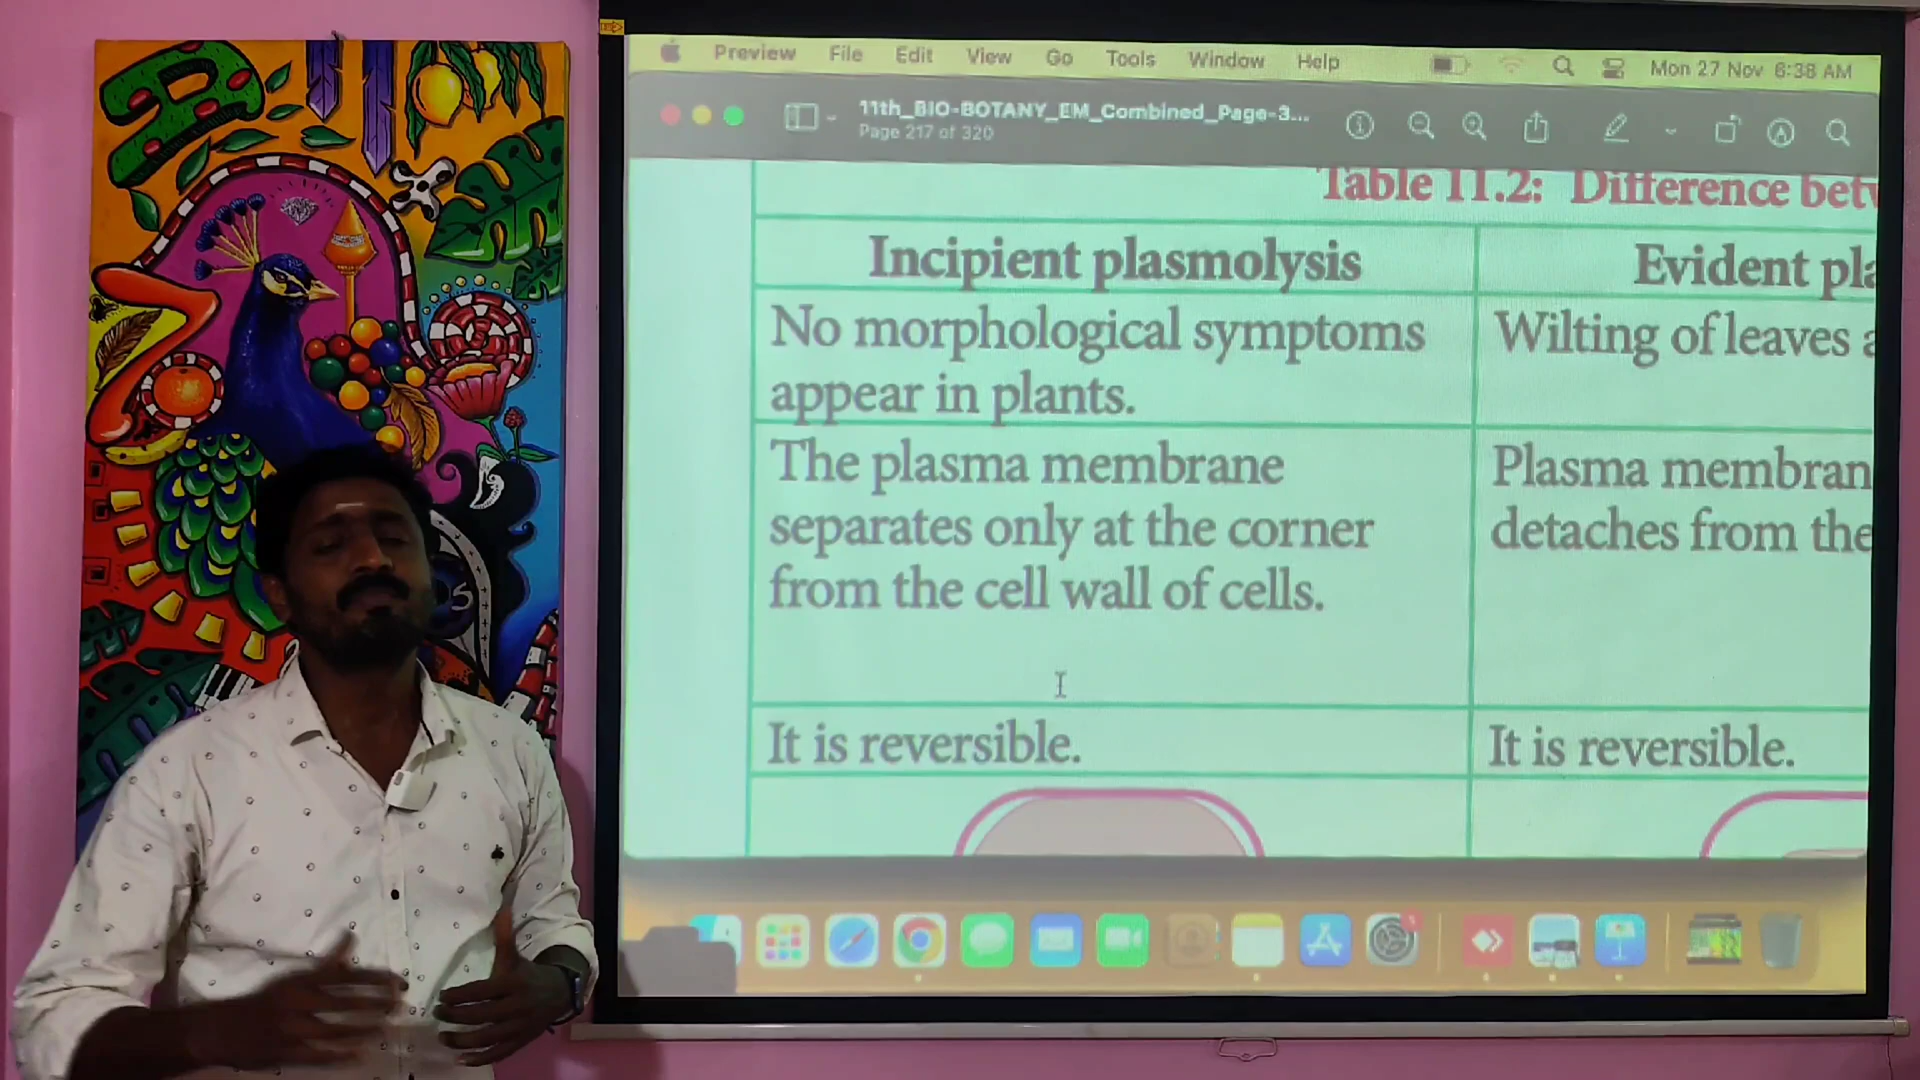 Preview File Edit View Go Tools Window Help Mon 27 Nov 6:38 AM
11th_BIO-BOTANY_EM_Combined_Page-3...
Page 217 of 320
Table 11.2: Difference
Incipient plasmolysis
Evident
No morphological symptoms
appear in plants.
Wilting of leaves
The plasma membrane
separates only at the corner
from the cell wall of cells.
Plasma
detaches from the
It is reversible.
It is reversible.